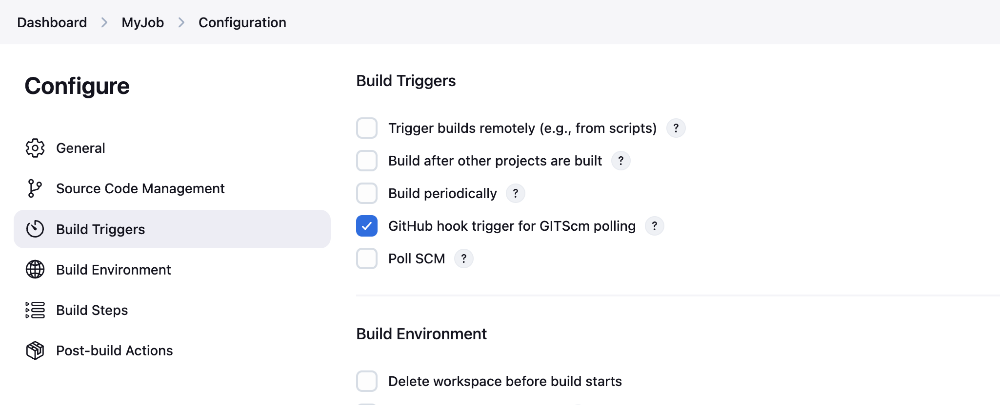 Dashboard > MyJob > Configuration
Configure
General
Source Code Management
Build Triggers
Build Environment
Build Steps
Post-build Actions
Build Triggers
Trigger builds remotely (e.g., from scripts) ?
Build after other projects are built ?
Build periodically ?
GitHub hook trigger for GITScm polling ?
Poll SCM ?
Build Environment
Delete workspace before build starts